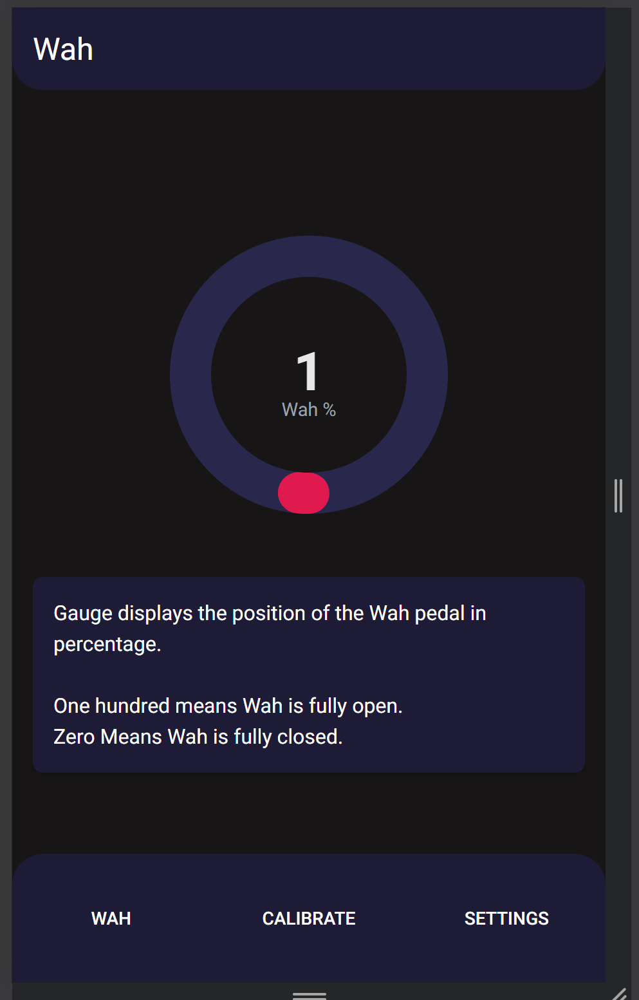 Wah
1
Wah %
Gauge displays the position of the Wah pedal in
percentage.
One hundred means Wah is fully open.
Zero Means Wah is fully closed.
WAH CALIBRATE SETTINGS